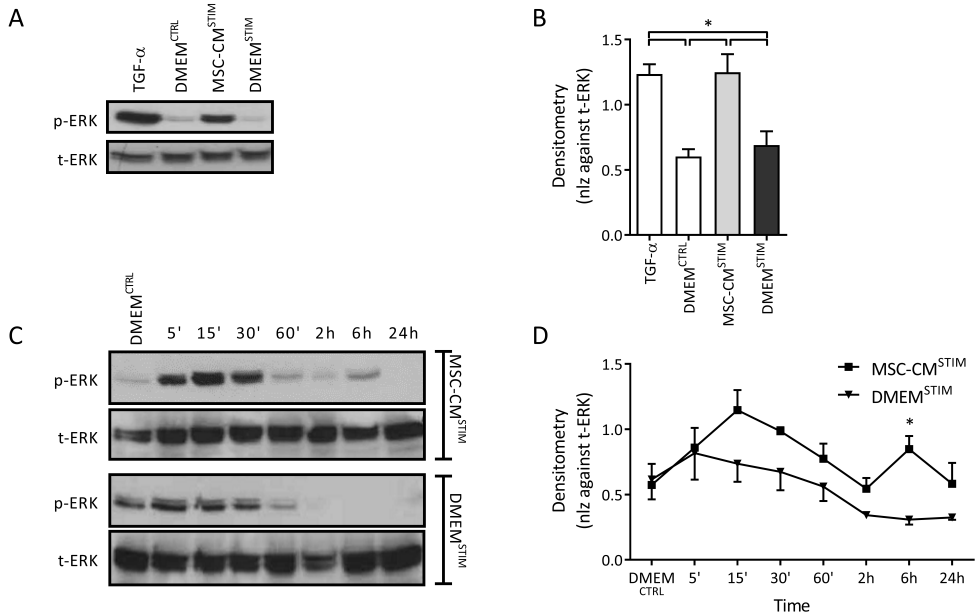 A
TGF-α
DMEM^CTRL
MSC-CM^STIM
DMEM^STIM
p-ERK
t-ERK
B
*
Densitometry
(nlz against t-ERK)
1.5
1.0
0.5
0.0
TGF-α
DMEM^CTRL
MSC-CM^STIM
DMEM^STIM
C
DMEM^CTRL
5' 15' 30' 60' 2h 6h 24h
p-ERK
t-ERK
MSC-CM^STIM
p-ERK
t-ERK
DMEM^STIM
D
MSC-CM^STIM
DMEM^STIM
*
Densitometry
(nlz against t-ERK)
1.5
1.0
0.5
0.0
DMEM 5' 15' 30' 60' 2h 6h 24h
CTRL
Time